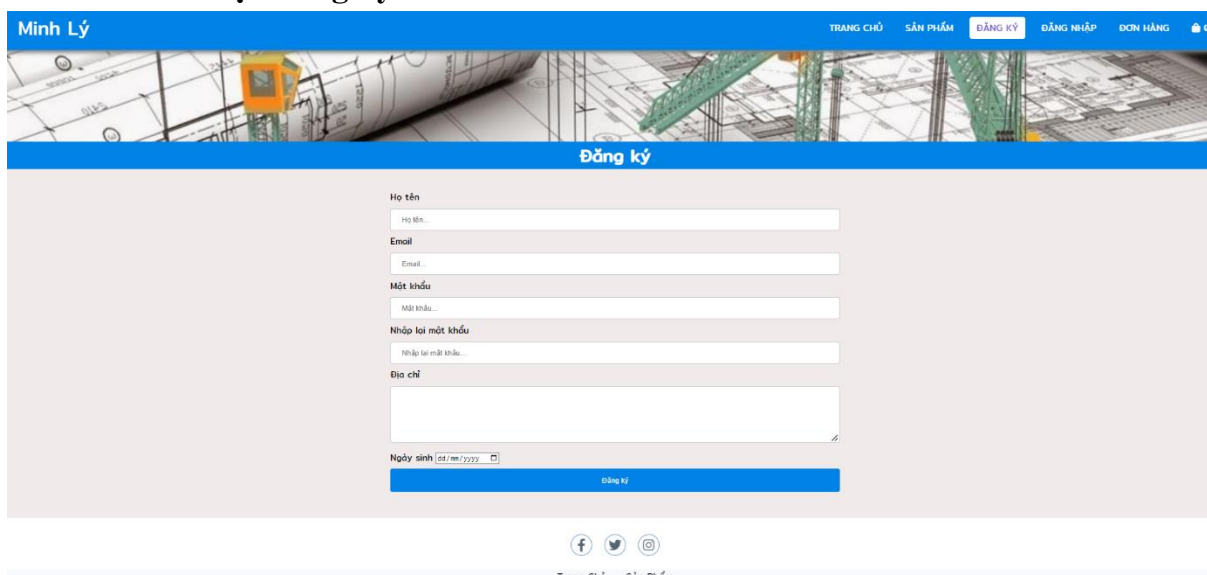 Minh Lý
TRANG CHỦ SẢN PHẨM ĐĂNG KÝ ĐĂNG NHẬP ĐƠN HÀNG
Đăng ký
Họ tên
Họ tên...
Email
Email...
Mật khẩu
Mật khẩu...
Nhập lại mật khẩu
Nhập lại mật khẩu...
Địa chỉ
Ngày sinh dd/mm/yyyy
Đăng ký